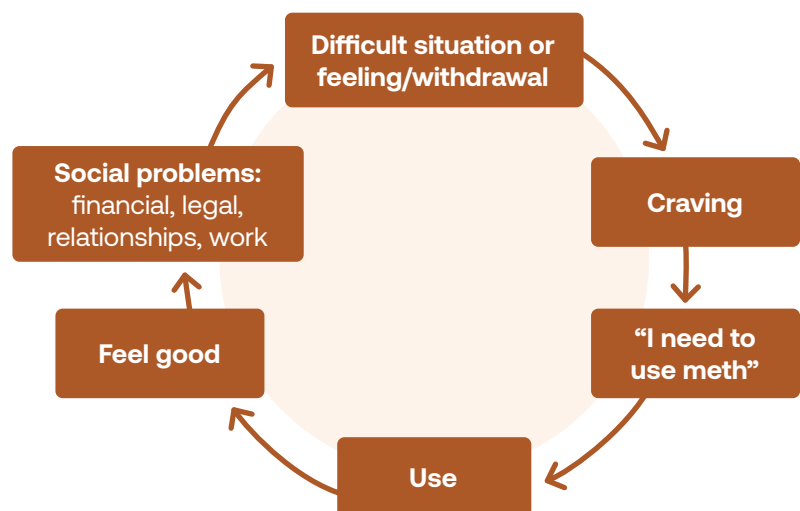 Difficult situation or
feeling/withdrawal
Craving
“I need to
use meth”
Use
Feel good
Social problems:
financial, legal,
relationships, work